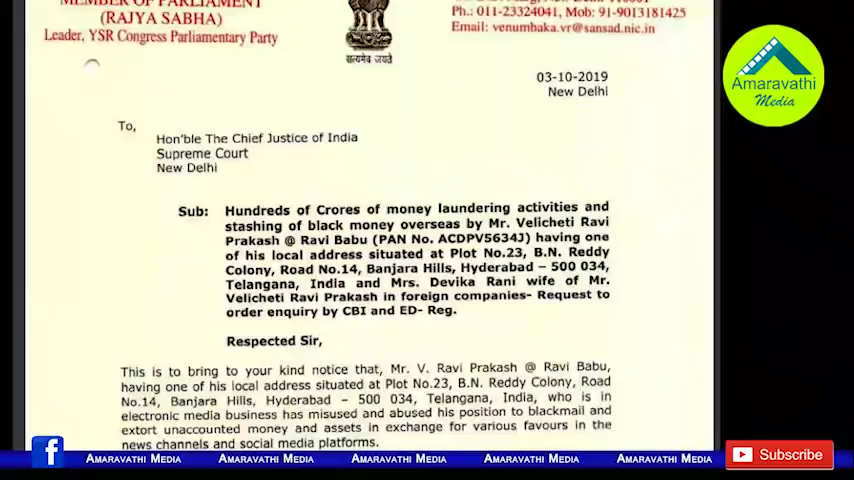 MEMBER OF PARLIAMENT
(RAJYA SABHA)
Leader, YSR Congress Parliamentary Party
सत्यमेव जयते
Ph.: 011-23324041, Mob: 91-9013181425
Email: venumbaka.vr@sansad.nic.in
03-10-2019
New Delhi
Amaravathi
Media
To,
Hon'ble The Chief Justice of India
Supreme Court
New Delhi
Sub: Hundreds of Crores of money laundering activities and
stashing of black money overseas by Mr. Velicheti Ravi
Prakash @ Ravi Babu (PAN No. ACDPV5634J) having one
of his local address situated at Plot No.23, B.N. Reddy
Colony, Road No.14, Banjara Hills, Hyderabad – 500 034,
Telangana, India and Mrs. Devika Rani wife of Mr.
Velicheti Ravi Prakash in foreign companies- Request to
order enquiry by CBI and ED- Reg.
Respected Sir,
This is to bring to your kind notice that, Mr. V. Ravi Prakash @ Ravi Babu,
having one of his local address situated at Plot No.23, B.N. Reddy Colony, Road
No.14, Banjara Hills, Hyderabad – 500 034, Telangana, India, who is in
electronic media business has misused and abused his position to blackmail and
extort unaccounted money and assets in exchange for various favours in the
news channels and social media platforms.
f Amaravathi Media Amaravathi Media Amaravathi Media Amaravathi Media Amaravathi Media
Subscribe